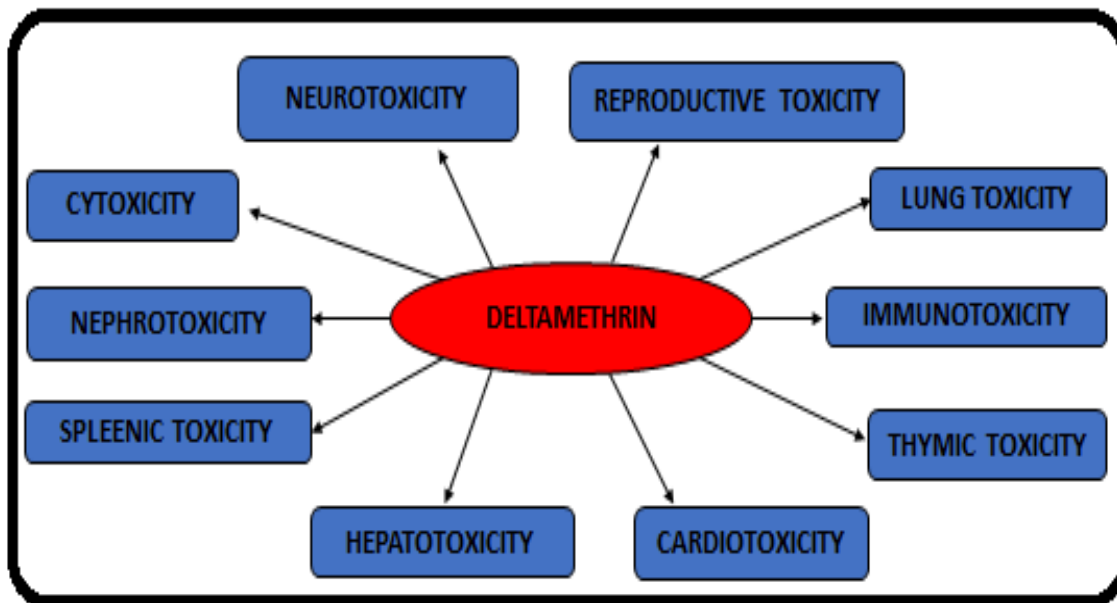 NEUROTOXICITY
REPRODUCTIVE TOXICITY
CYTOXICITY
LUNG TOXICITY
NEPHROTOXICITY
DELTAMETHRIN
IMMUNOTOXICITY
SPLEENIC TOXICITY
THYMIC TOXICITY
HEPATOTOXICITY
CARDIOTOXICITY